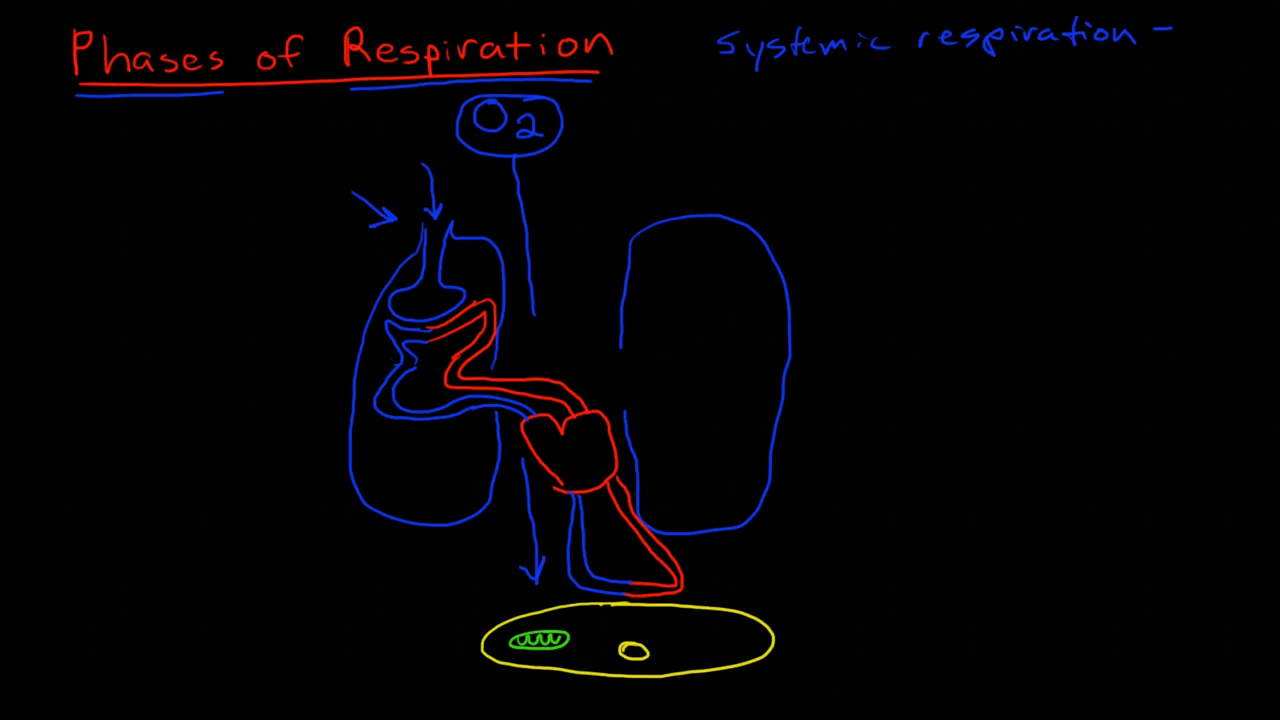 Phases of Respiration
Systemic respiration -
O2